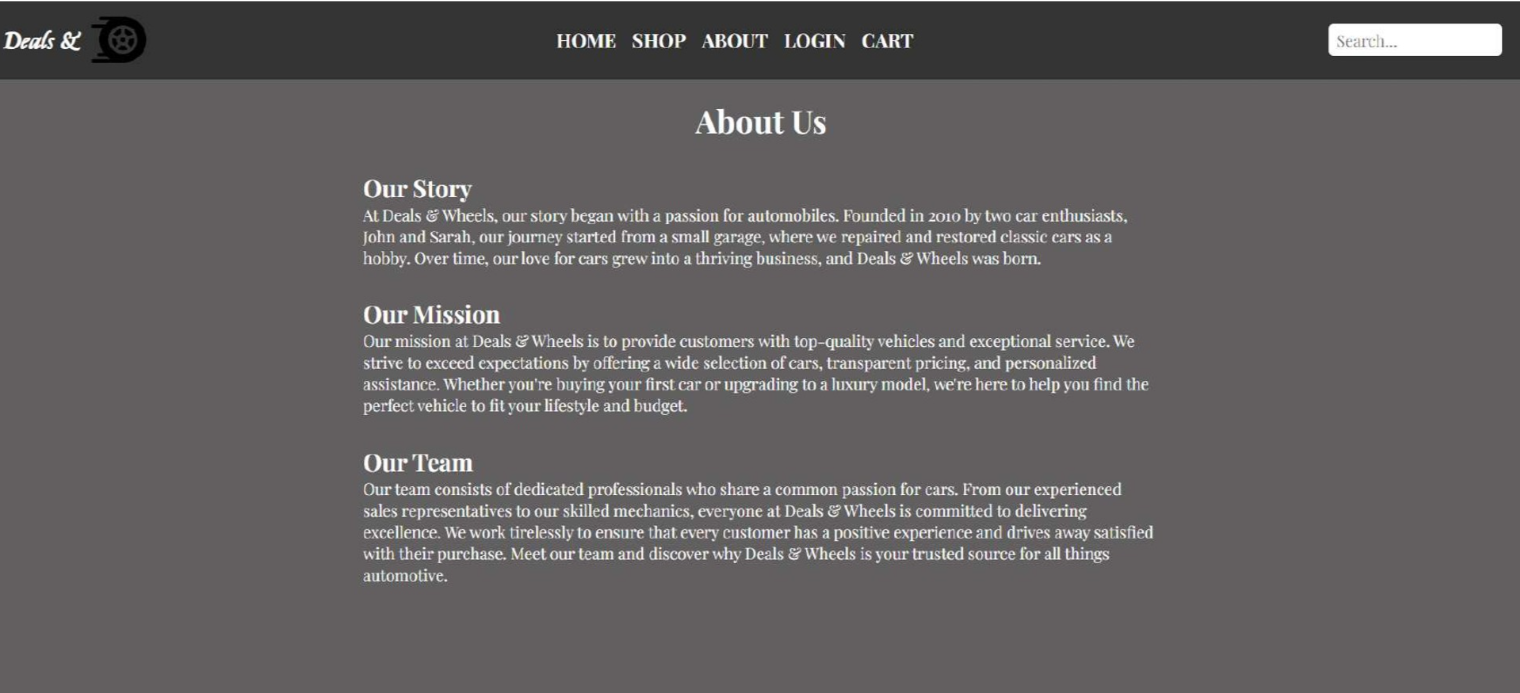 Deals &
HOME SHOP ABOUT LOGIN CART
Search...
About Us
Our Story
At Deals & Wheels, our story began with a passion for automobiles. Founded in 2010 by two car enthusiasts,
John and Sarah, our journey started from a small garage, where we repaired and restored classic cars as a
hobby. Over time, our love for cars grew into a thriving business, and Deals & Wheels was born.
Our Mission
Our mission at Deals & Wheels is to provide customers with top-quality vehicles and exceptional service. We
strive to exceed expectations by offering a wide selection of cars, transparent pricing, and personalized
assistance. Whether you're buying your first car or upgrading to a luxury model, we're here to help you find the
perfect vehicle to fit your lifestyle and budget.
Our Team
Our team consists of dedicated professionals who share a common passion for cars. From our experienced
sales representatives to our skilled mechanics, everyone at Deals & Wheels is committed to delivering
excellence. We work tirelessly to ensure that every customer has a positive experience and drives away satisfied
with their purchase. Meet our team and discover why Deals & Wheels is your trusted source for all things
automotive.